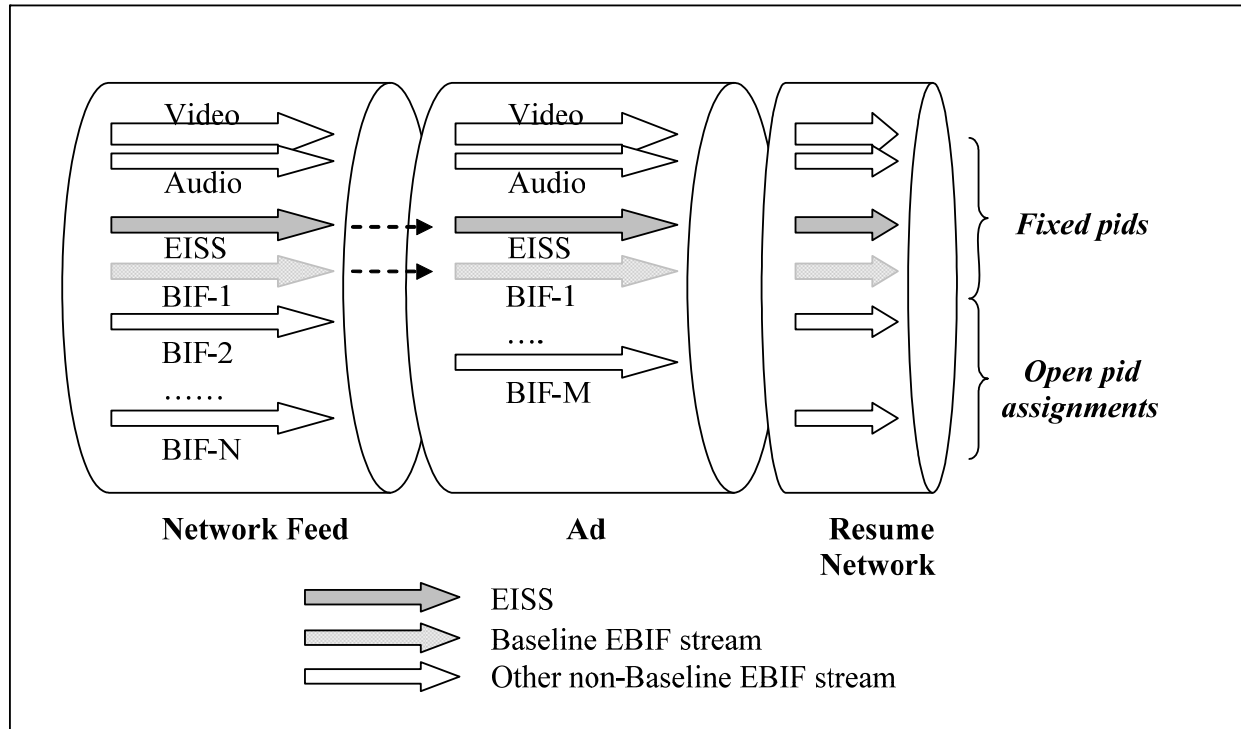 Video
Audio
EISS
BIF-1
BIF-2
......
BIF-N
Video
Audio
EISS
BIF-1
....
BIF-M
Fixed pids
Open pid
assignments
Network Feed
Ad
Resume
Network
EISS
Baseline EBIF stream
Other non-Baseline EBIF stream